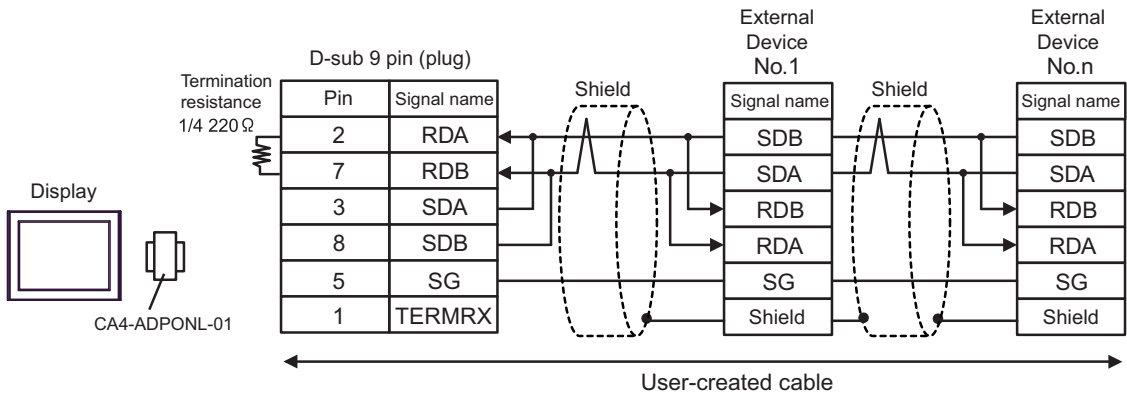 External
Device
No.1
External
Device
No.n
D-sub 9 pin (plug)
Termination
resistance
1/4 220 Ω
Pin Signal name
2 RDA
7 RDB
3 SDA
8 SDB
5 SG
1 TERMRX
Shield
Signal name
SDB
SDA
RDB
RDA
SG
Shield
Shield
Signal name
SDB
SDA
RDB
RDA
SG
Shield
Display
CA4-ADPONL-01
User-created cable